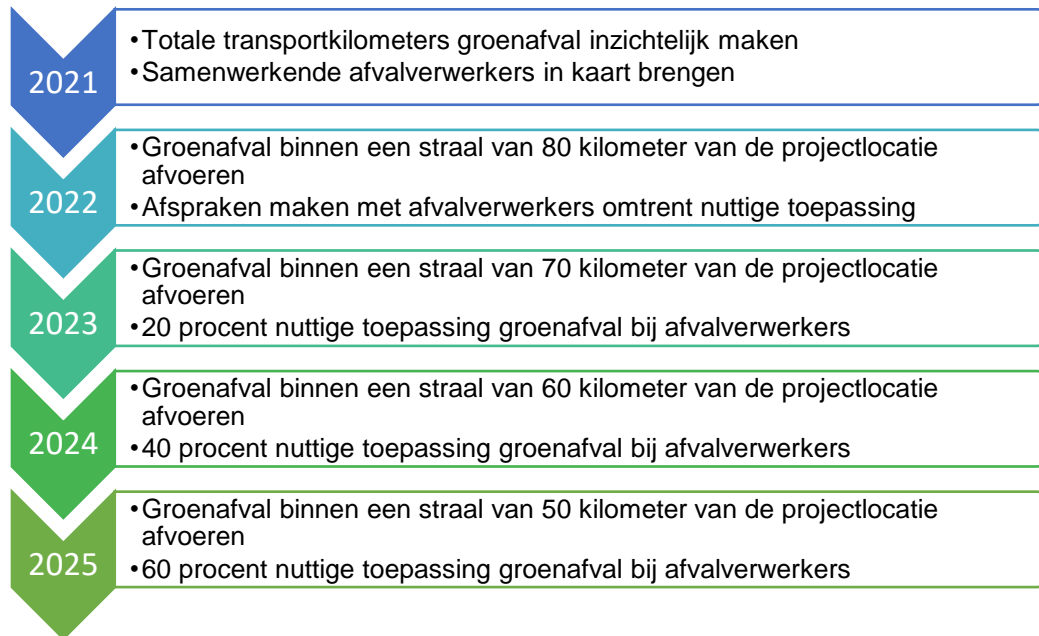 2021
•Totale transportkilometers groenafval inzichtelijk maken
•Samenwerkende afvalverwerkers in kaart brengen
2022
•Groenafval binnen een straal van 80 kilometer van de projectlocatie
afvoeren
•Afspraken maken met afvalverwerkers omtrent nuttige toepassing
2023
•Groenafval binnen een straal van 70 kilometer van de projectlocatie
afvoeren
•20 procent nuttige toepassing groenafval bij afvalverwerkers
2024
•Groenafval binnen een straal van 60 kilometer van de projectlocatie
afvoeren
•40 procent nuttige toepassing groenafval bij afvalverwerkers
2025
•Groenafval binnen een straal van 50 kilometer van de projectlocatie
afvoeren
•60 procent nuttige toepassing groenafval bij afvalverwerkers